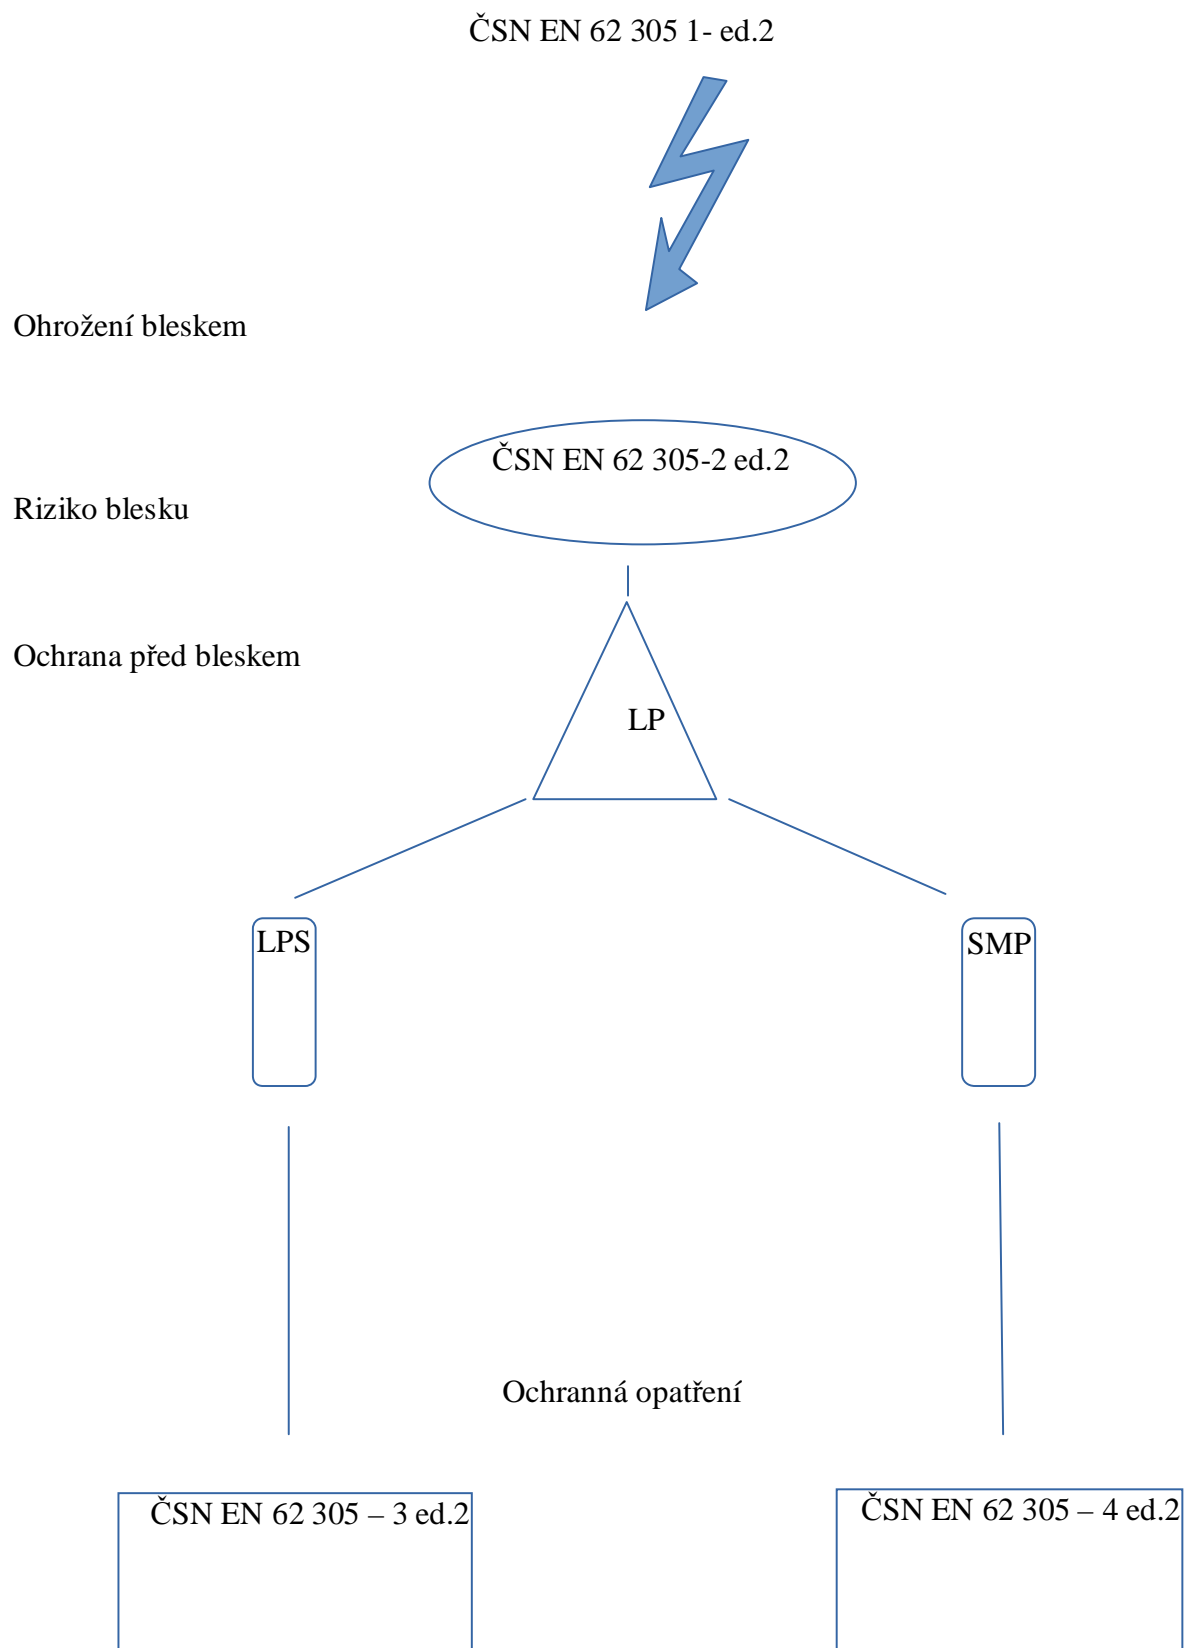 ČSN EN 62 305 1- ed.2
Ohrožení bleskem
ČSN EN 62 305-2 ed.2
Riziko blesku
Ochrana před bleskem
LP
LPS
SMP
Ochranná opatření
ČSN EN 62 305 – 3 ed.2
ČSN EN 62 305 – 4 ed.2